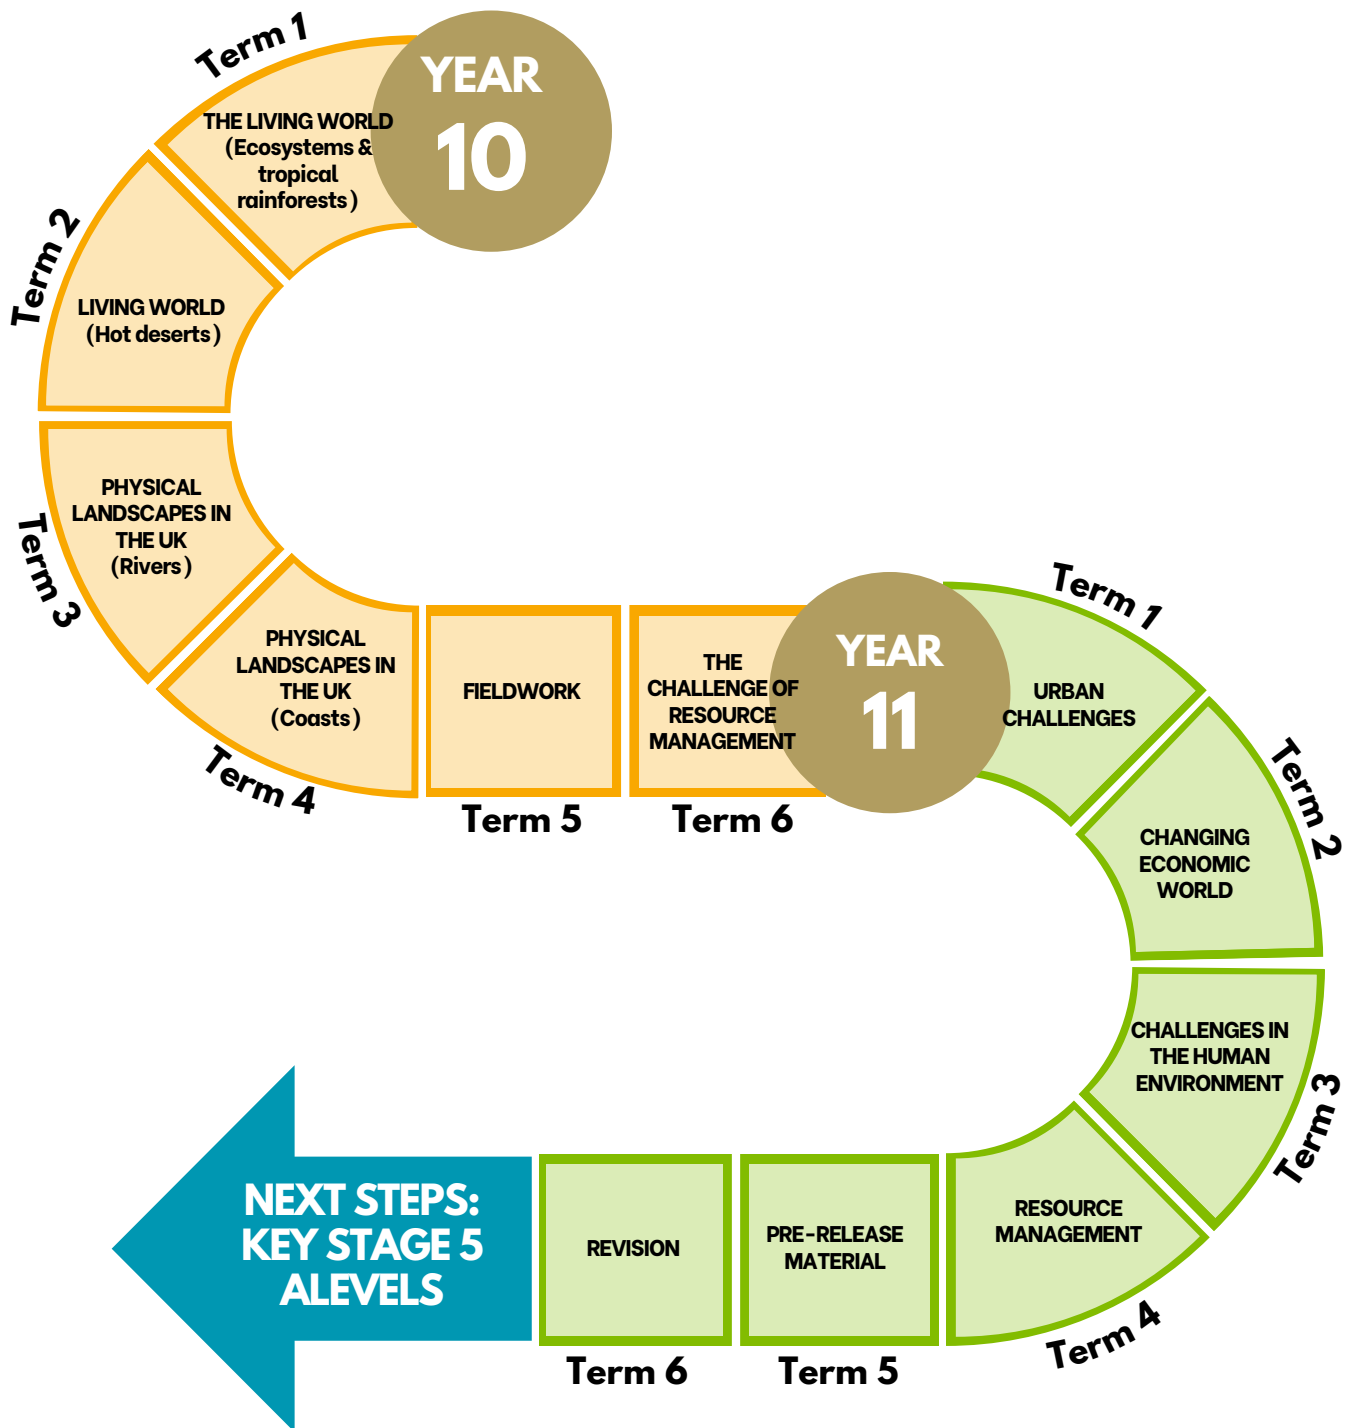 Term 1
YEAR
10
THE LIVING WORLD
(Ecosystems &
tropical
rainforests)
Term 2
LIVING WORLD
(Hot deserts)
Term 3
PHYSICAL
LANDSCAPES IN
THE UK
(Rivers)
Term 4
PHYSICAL
LANDSCAPES IN
THE UK
(Coasts)
FIELDWORK
Term 5
THE
CHALLENGE OF
RESOURCE
MANAGEMENT
Term 6
YEAR
11
Term 1
URBAN
CHALLENGES
Term 2
CHANGING
ECONOMIC
WORLD
Term 3
CHALLENGES IN
THE HUMAN
ENVIRONMENT
Term 4
RESOURCE
MANAGEMENT
PRE-RELEASE
MATERIAL
Term 5
REVISION
Term 6
NEXT STEPS:
KEY STAGE 5
ALEVELS